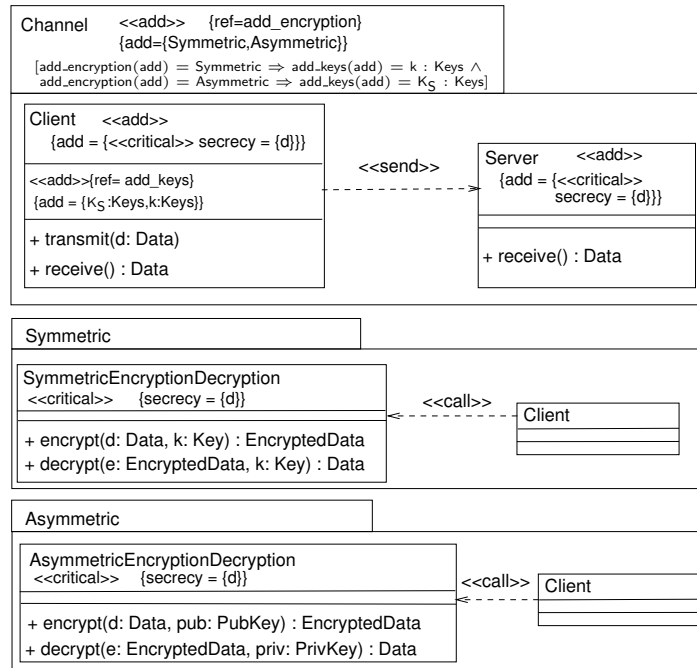 Channel <<add>> {ref=add_encryption}
{add={Symmetric,Asymmetric}}
[add_encryption(add) = Symmetric ⇒ add_keys(add) = k : Keys ∧
add_encryption(add) = Asymmetric ⇒ add_keys(add) = K_S : Keys]
Client <<add>>
{add = {<<critical>> secrecy = {d}}}
<<add>>{ref= add_keys}
{add = {K_S:Keys,k:Keys}}
+ transmit(d: Data)
+ receive() : Data
<<send>>
Server <<add>>
{add = {<<critical>>
secrecy = {d}}}
+ receive() : Data
Symmetric
SymmetricEncryptionDecryption
<<critical>> {secrecy = {d}}
+ encrypt(d: Data, k: Key) : EncryptedData
+ decrypt(e: EncryptedData, k: Key) : Data
<<call>>
Client
Asymmetric
AsymmetricEncryptionDecryption
<<critical>> {secrecy = {d}}
+ encrypt(d: Data, pub: PubKey) : EncryptedData
+ decrypt(e: EncryptedData, priv: PrivKey) : Data
<<call>>
Client